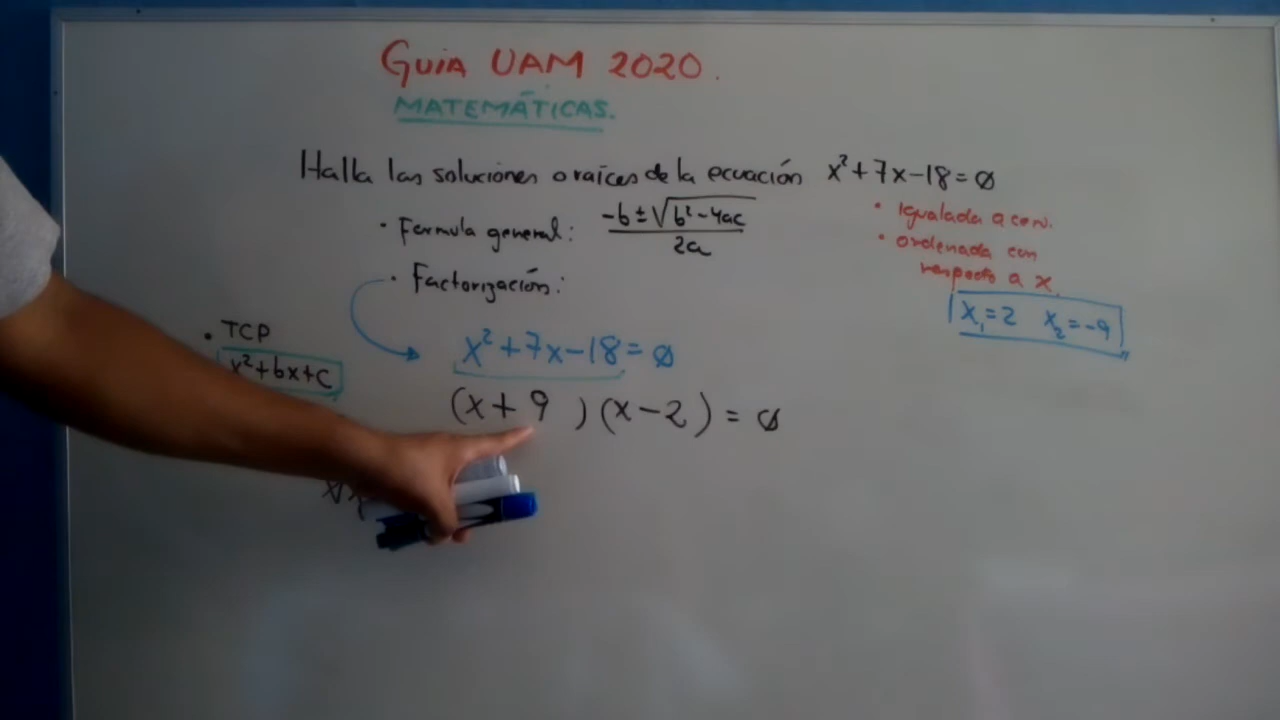 GUIA UAM 2020.
MATEMÁTICAS.
Halla las soluciones o raíces de la ecuación x²+7x-18=∅
• Formula general: -b±√b²-4ac
2a
• Igualada a cero.
• ordenada con
respecto a x.
• Factorización:
x₁=2 x₂=-9
• TCP
x²+7x-18=∅
x²+bx+c
(x+9 )(x-2)=∅